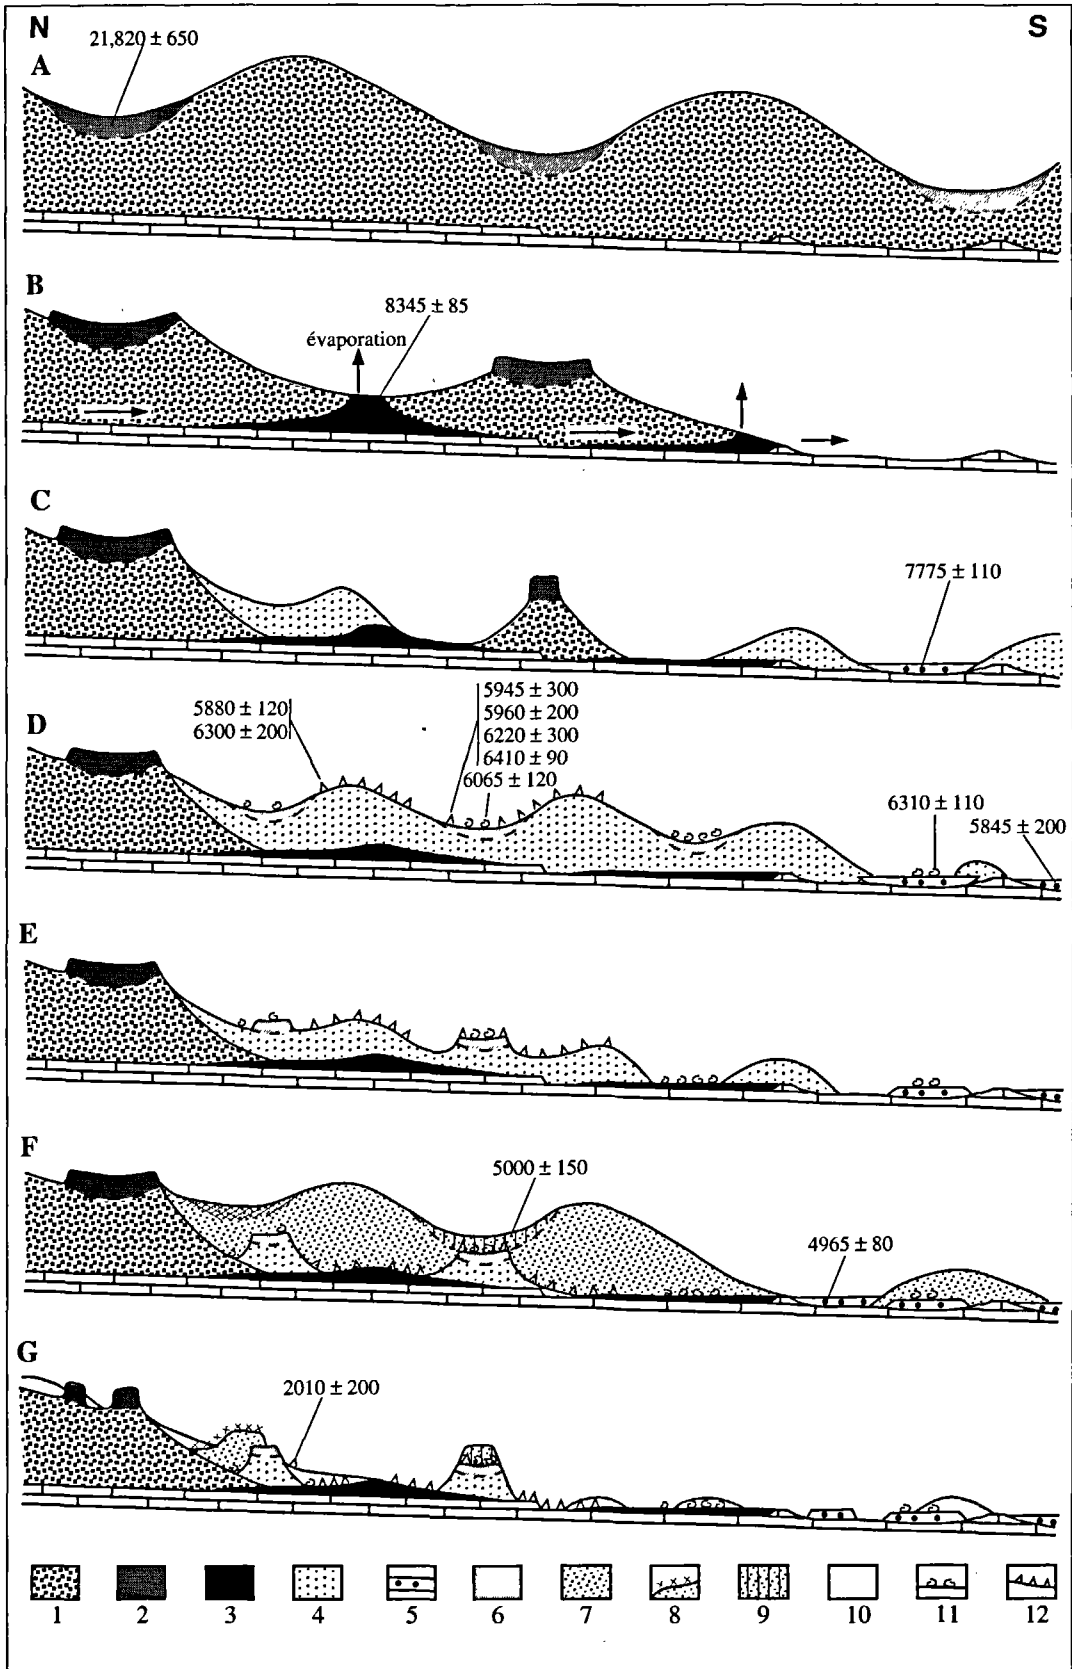 N
S
21,820 ± 650
A
B
8345 ± 85
évaporation
C
7775 ± 110
D
5880 ± 120
6300 ± 200
5945 ± 300
5960 ± 200
6220 ± 300
6410 ± 90
6065 ± 120
6310 ± 110
5845 ± 200
E
F
5000 ± 150
4965 ± 80
G
2010 ± 200
1 2 3 4 5 6 7 8 9 10 11 12